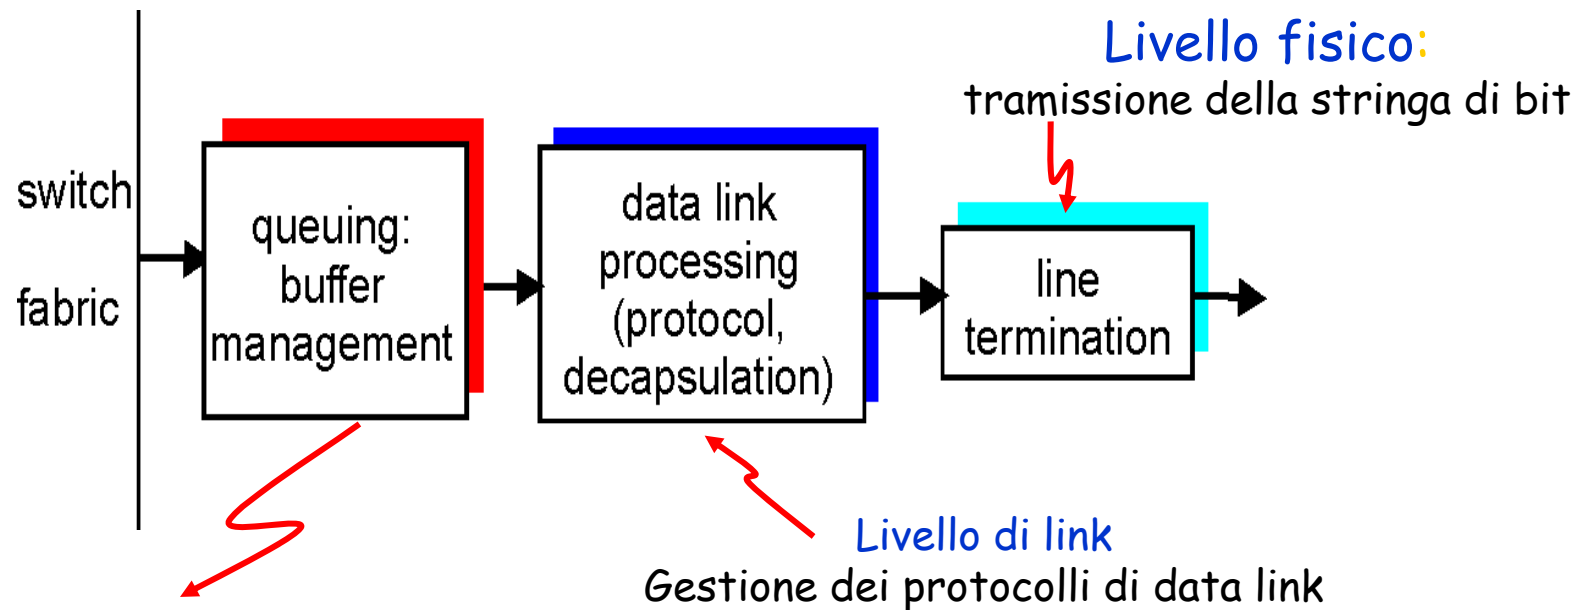 Livello fisico:
tramissione della stringa di bit
switch
fabric
queuing:
buffer
management
data link
processing
(protocol,
decapsulation)
line
termination
Livello di link
Gestione dei protocolli di data link